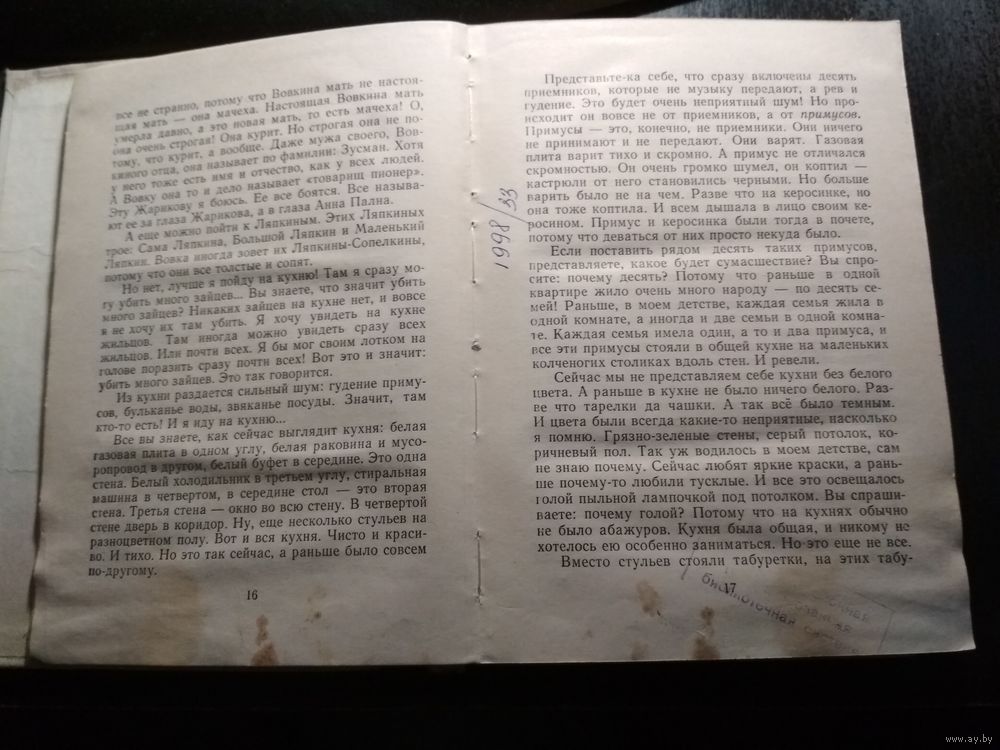 все не странно, потому что Вовкина мать не настоя-
щая мать — она мачеха. Настоящая Вовкина мать
умерла давно, а это новая мать, то есть мачеха! О,
она очень строгая! Она курит. Но строгая она не по-
тому, что курит, а вообще. Даже мужа своего, Вов-
киного отца, она называет по фамилии: Зусман. Хотя
у него тоже есть имя и отчество, как у всех людей.
А Вовку она то и дело называет «товарищ пионер».
Эту Жарикову я боюсь. Ее все боятся. Все называ-
ют ее за глаза Жарикова, а в глаза Анна Пална.
А еще можно пойти к Ляпкиным. Этих Ляпкиных
трое: Сама Ляпкина, Большой Ляпкин и Маленький
Ляпкин. Вовка иногда зовет их Ляпкины-Сопелкины,
потому что они все толстые и сопят.
Но нет, лучше я пойду на кухню! Там я сразу мо-
гу убить много зайцев... Вы знаете, что значит убить
много зайцев? Никаких зайцев на кухне нет, и вовсе
я не хочу их там убить. Я хочу увидеть на кухне
жильцов. Там иногда можно увидеть сразу всех
жильцов. Или почти всех. Я бы мог своим лотком на
голове поразить сразу почти всех! Вот это и значит:
убить много зайцев. Это так говорится.
Из кухни раздается сильный шум: гудение приму-
сов, бульканье воды, звяканье посуды. Значит, там
кто-то есть! И я иду на кухню...
Все вы знаете, как сейчас выглядит кухня: белая
газовая плита в одном углу, белая раковина и мусо-
ропровод в другом, белый буфет в середине. Это одна
стена. Белый холодильник в третьем углу, стиральная
машина в четвертом, в середине стол — это вторая
стена. Третья стена — окно во всю стену. В четвертой
стене дверь в коридор. Ну, еще несколько стульев на
разноцветном полу. Вот и вся кухня. Чисто и краси-
во. И тихо. Но это так сейчас, а раньше было совсем
по-другому.
16
1998/33
Представьте-ка себе, что сразу включены десять
приемников, которые не музыку передают, а рев и
гудение. Это будет очень неприятный шум! Но про-
исходит он вовсе не от приемников, а от примусов.
Примусы — это, конечно, не приемники. Они ничего
не принимают и не передают. Они варят. Газовая
плита варит тихо и скромно. А примус не отличался
скромностью. Он очень громко шумел, он коптил —
кастрюли от него становились черными. Но больше
варить было не на чем. Разве что на керосинке, но
она тоже коптила. И всем дышала в лицо своим ке-
росином. Примус и керосинка были тогда в почете,
потому что деваться от них просто некуда было.
Если поставить рядом десять таких примусов,
представляете, какое будет сумасшествие? Вы спро-
сите: почему десять? Потому что раньше в одной
квартире жило очень много народу — по десять се-
мей! Раньше, в моем детстве, каждая семья жила в
одной комнате, а иногда и две семьи в одной комна-
те. Каждая семья имела один, а то и два примуса, и
все эти примусы стояли в общей кухне на маленьких
колченогих столиках вдоль стен. И ревели.
Сейчас мы не представляем себе кухни без белого
цвета. А раньше в кухне не было ничего белого. Раз-
ве что тарелки да чашки. А так всё было темным.
И цвета были всегда какие-то неприятные, насколько
я помню. Грязно-зеленые стены, серый потолок, ко-
ричневый пол. Так уж водилось в моем детстве, сам
не знаю почему. Сейчас любят яркие краски, а рань-
ше почему-то любили тусклые. И все это освещалось
голой пыльной лампочкой под потолком. Вы спраши-
ваете: почему голой? Потому что на кухнях обычно
не было абажуров. Кухня была общая, и никому не
хотелось ею особенно заниматься. Но это еще не все.
Вместо стульев стояли табуретки, на этих табу-
17
библиотечная
www.ay.by